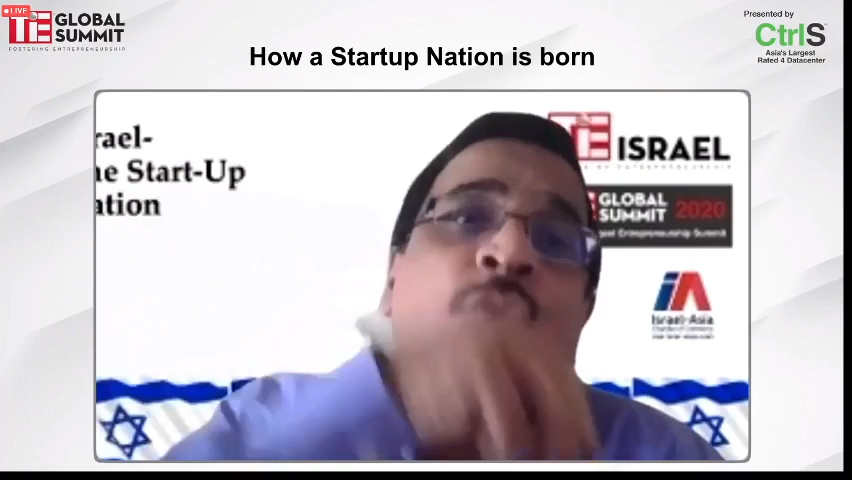 LIVE
TiE GLOBAL
SUMMIT
FOSTERING ENTREPRENEURSHIP
How a Startup Nation is born
Presented by
CtrlS
Asia's Largest
Rated 4 Datacenter
rael-
e Start-Up
ation
TiE ISRAEL
GLOBAL
SUMMIT 2020
Entrepreneurship Summit
iA
Israel-Asia
Chamber of Commerce